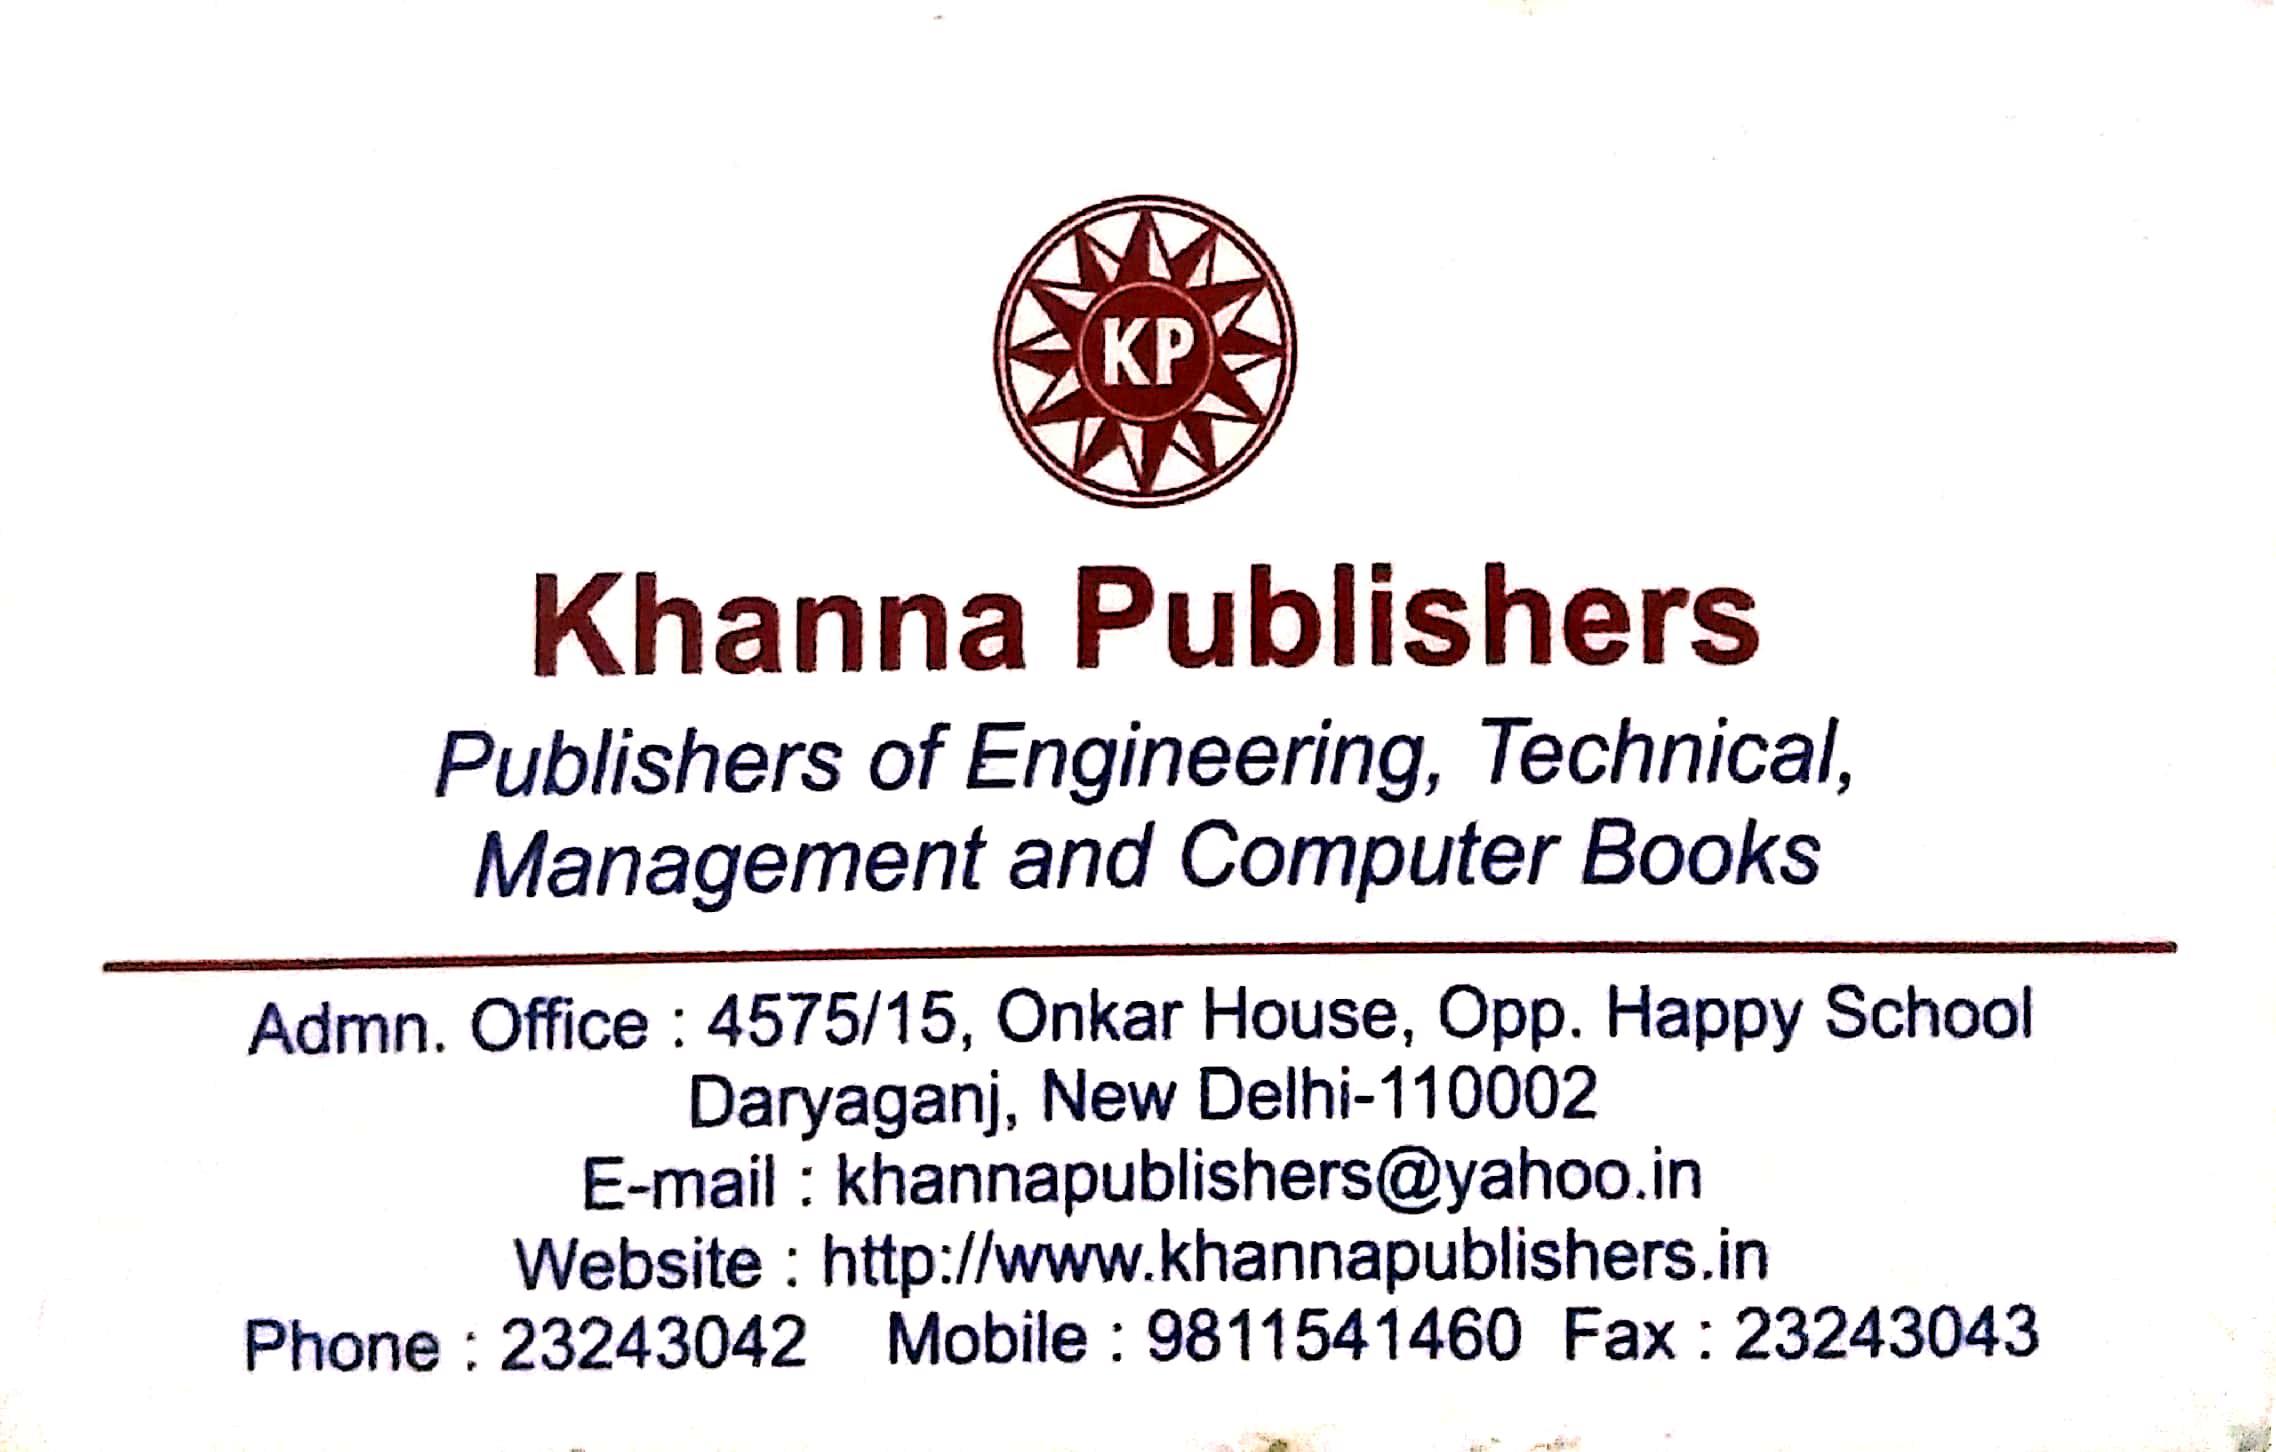 KP
Khanna Publishers
Publishers of Engineering, Technical,
Management and Computer Books
Admn. Office : 4575/15, Onkar House, Opp. Happy School
Daryaganj, New Delhi-110002
E-mail : khannapublishers@yahoo.in
Website : http://www.khannapublishers.in
Phone : 23243042 Mobile : 9811541460 Fax : 23243043